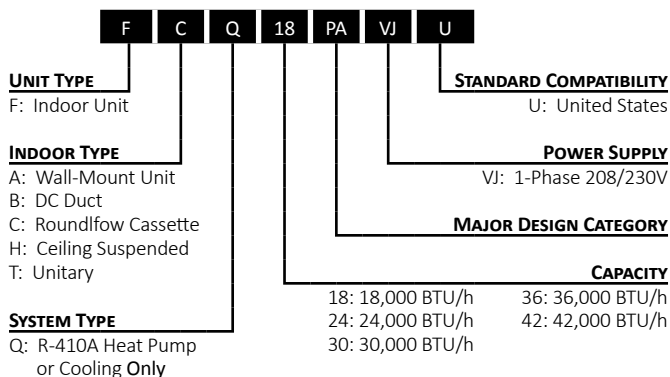 F C Q 18 PA VJ U
UNIT TYPE
F: Indoor Unit
STANDARD COMPATIBILITY
U: United States
INDOOR TYPE
A: Wall-Mount Unit
B: DC Duct
C: Roundlfow Cassette
H: Ceiling Suspended
T: Unitary
POWER SUPPLY
VJ: 1-Phase 208/230V
MAJOR DESIGN CATEGORY
CAPACITY
18: 18,000 BTU/h 36: 36,000 BTU/h
24: 24,000 BTU/h 42: 42,000 BTU/h
30: 30,000 BTU/h
SYSTEM TYPE
Q: R-410A Heat Pump
or Cooling Only